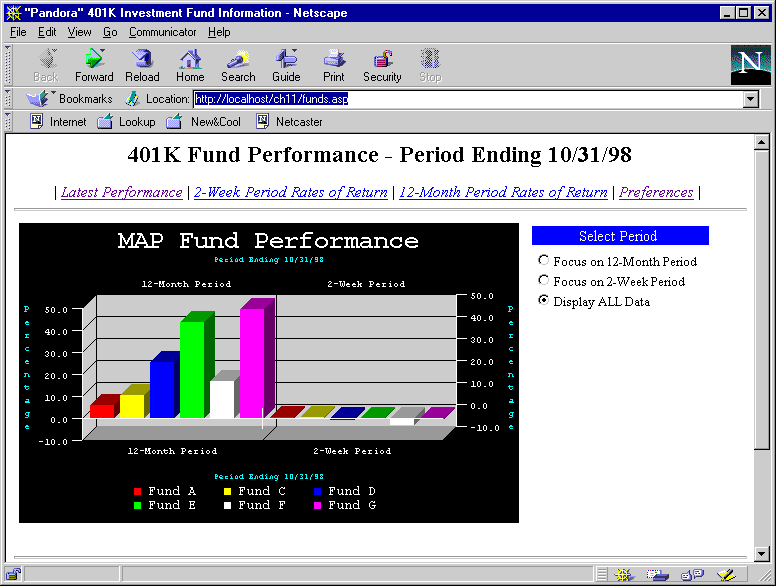 "Pandora" 401K Investment Fund Information - Netscape
File Edit View Go Communicator Help
Back Forward Reload Home Search Guide Print Security Stop
N
Bookmarks Location: http://localhost/ch11/funds.asp
Internet Lookup New&Cool Netcaster
401K Fund Performance - Period Ending 10/31/98
| Latest Performance | 2-Week Period Rates of Return | 12-Month Period Rates of Return | Preferences |
MAP Fund Performance
Period Ending 10/31/98
12-Month Period 2-Week Period
Percentage
50.0
40.0
30.0
20.0
10.0
0.0
-10.0
50.0
40.0
30.0
20.0
10.0
0.0
-10.0
Percentage
12-Month Period 2-Week Period
Period Ending 10/31/98
Fund A Fund C Fund D
Fund E Fund F Fund G
Select Period
Focus on 12-Month Period
Focus on 2-Week Period
Display ALL Data